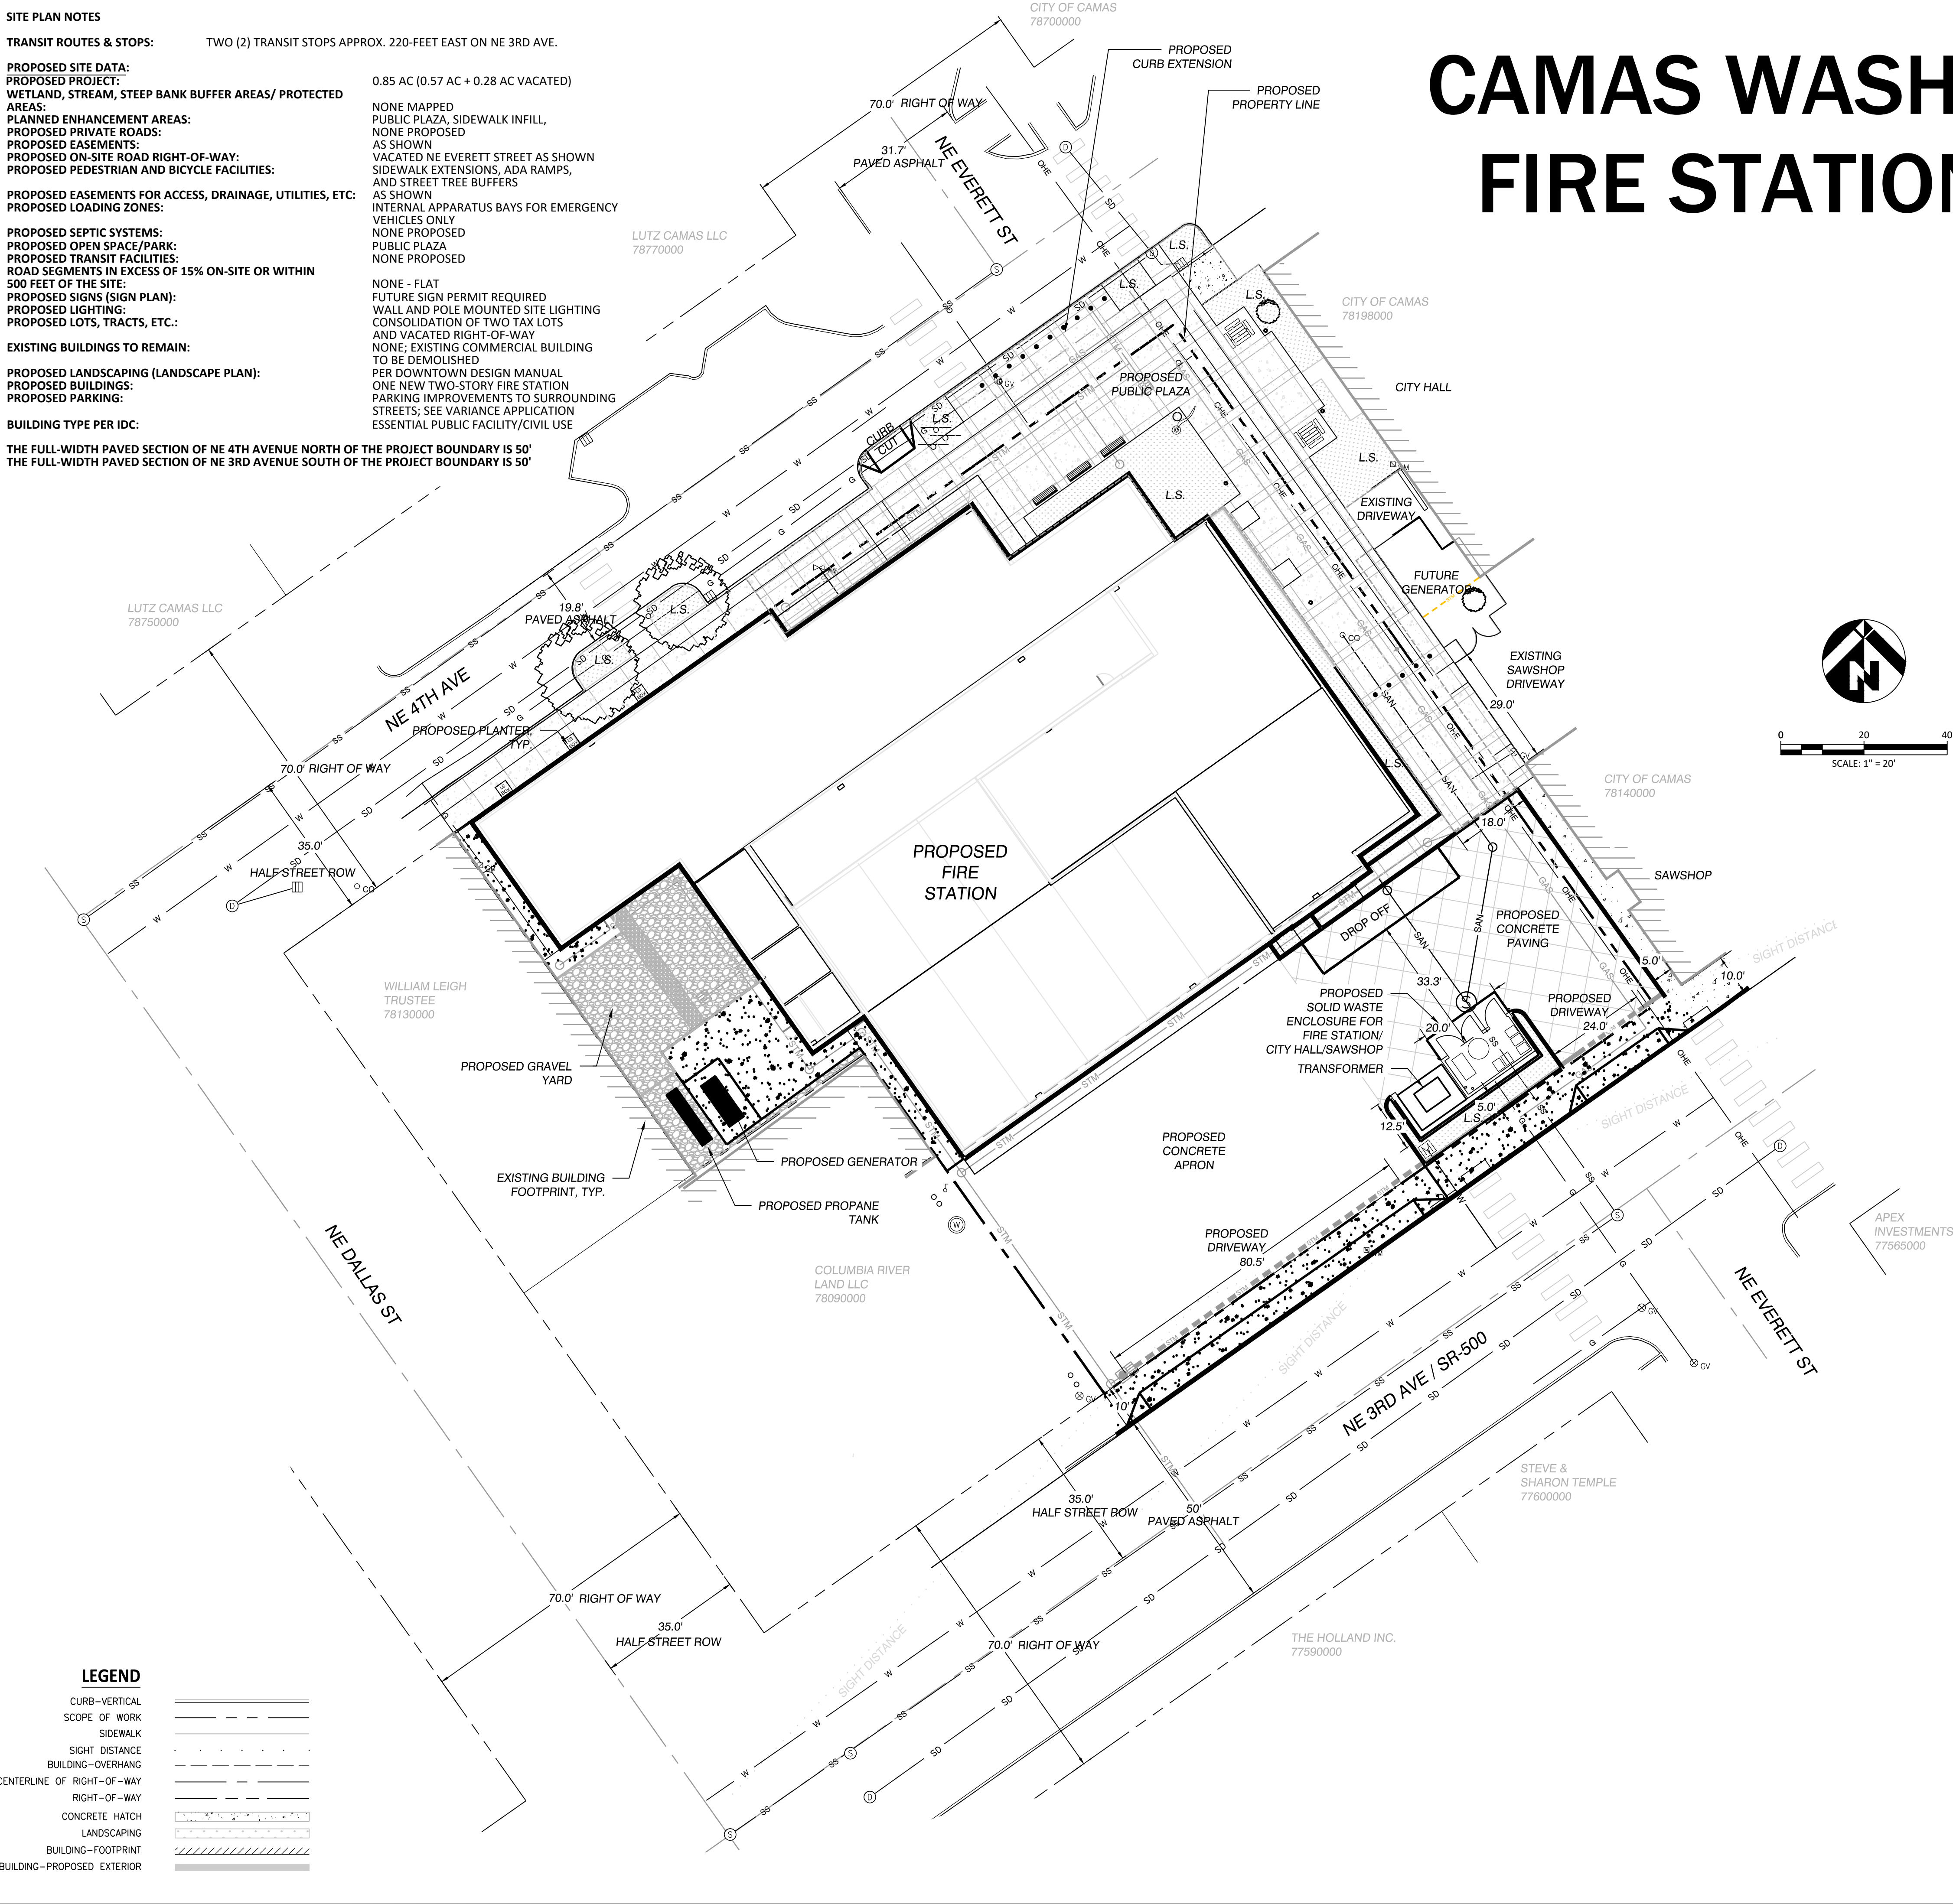 SITE PLAN NOTES
TRANSIT ROUTES & STOPS: TWO (2) TRANSIT STOPS APPROX. 220-FEET EAST ON NE 3RD AVE.
PROPOSED SITE DATA:
PROPOSED PROJECT: 0.85 AC (0.57 AC + 0.28 AC VACATED)
WETLAND, STREAM, STEEP BANK BUFFER AREAS/ PROTECTED
AREAS: NONE MAPPED
PLANNED ENHANCEMENT AREAS: PUBLIC PLAZA, SIDEWALK INFILL,
PROPOSED PRIVATE ROADS: NONE PROPOSED
PROPOSED EASEMENTS: AS SHOWN
PROPOSED ON-SITE ROAD RIGHT-OF-WAY: VACATED NE EVERETT STREET AS SHOWN
PROPOSED PEDESTRIAN AND BICYCLE FACILITIES: SIDEWALK EXTENSIONS, ADA RAMPS,
AND STREET TREE BUFFERS
PROPOSED EASEMENTS FOR ACCESS, DRAINAGE, UTILITIES, ETC: AS SHOWN
PROPOSED LOADING ZONES: INTERNAL APPARATUS BAYS FOR EMERGENCY
VEHICLES ONLY
PROPOSED SEPTIC SYSTEMS: NONE PROPOSED
PROPOSED OPEN SPACE/PARK: PUBLIC PLAZA
PROPOSED TRANSIT FACILITIES: NONE PROPOSED
ROAD SEGMENTS IN EXCESS OF 15% ON-SITE OR WITHIN
500 FEET OF THE SITE: NONE - FLAT
PROPOSED SIGNS (SIGN PLAN): FUTURE SIGN PERMIT REQUIRED
PROPOSED LIGHTING: WALL AND POLE MOUNTED SITE LIGHTING
PROPOSED LOTS, TRACTS, ETC.: CONSOLIDATION OF TWO TAX LOTS
AND VACATED RIGHT-OF-WAY
EXISTING BUILDINGS TO REMAIN: NONE; EXISTING COMMERCIAL BUILDING
TO BE DEMOLISHED
PROPOSED LANDSCAPING (LANDSCAPE PLAN): PER DOWNTOWN DESIGN MANUAL
PROPOSED BUILDINGS: ONE NEW TWO-STORY FIRE STATION
PROPOSED PARKING: PARKING IMPROVEMENTS TO SURROUNDING
STREETS; SEE VARIANCE APPLICATION
BUILDING TYPE PER IDC: ESSENTIAL PUBLIC FACILITY/CIVIL USE
THE FULL-WIDTH PAVED SECTION OF NE 4TH AVENUE NORTH OF THE PROJECT BOUNDARY IS 50'
THE FULL-WIDTH PAVED SECTION OF NE 3RD AVENUE SOUTH OF THE PROJECT BOUNDARY IS 50'
CAMAS WASH
FIRE STATION
CITY OF CAMAS
78700000
PROPOSED
CURB EXTENSION
PROPOSED
PROPERTY LINE
70.0' RIGHT OF WAY
31.7'
PAVED ASPHALT
NE EVERETT ST
LUTZ CAMAS LLC
78770000
CITY OF CAMAS
78198000
CITY HALL
PROPOSED
PUBLIC PLAZA
CURB
CUT
L.S.
L.S.
L.S.
L.S.
L.S.
L.S.
EXISTING
DRIVEWAY
FUTURE
GENERATOR
EXISTING
SAWSHOP
DRIVEWAY
29.0'
LUTZ CAMAS LLC
78750000
19.8'
PAVED ASPHALT
L.S.
L.S.
NE 4TH AVE
PROPOSED PLANTER,
TYP.
70.0' RIGHT OF WAY
35.0'
HALF STREET ROW
CO
CO
N
0 20 40
SCALE: 1" = 20'
CITY OF CAMAS
78140000
L.S.
18.0'
SAWSHOP
PROPOSED
FIRE
STATION
DROP OFF
PROPOSED
CONCRETE
PAVING
SIGHT DISTANCE
5.0'
10.0'
33.3'
PROPOSED
SOLID WASTE
ENCLOSURE FOR
FIRE STATION/
CITY HALL/SAWSHOP
TRANSFORMER
20.0'
PROPOSED
DRIVEWAY
24.0'
SIGHT DISTANCE
5.0'
L.S.
12.5'
WILLIAM LEIGH
TRUSTEE
78130000
PROPOSED GRAVEL
YARD
PROPOSED GENERATOR
EXISTING BUILDING
FOOTPRINT, TYP.
PROPOSED PROPANE
TANK
PROPOSED
CONCRETE
APRON
PROPOSED
DRIVEWAY
80.5'
COLUMBIA RIVER
LAND LLC
78090000
NE DALLAS ST
SIGHT DISTANCE
NE 3RD AVE / SR-500
NE EVERETT ST
APEX
INVESTMENTS
77565000
GV
GV
GV
10'
35.0'
HALF STREET ROW
50'
PAVED ASPHALT
STEVE &
SHARON TEMPLE
77600000
70.0' RIGHT OF WAY
35.0'
HALF STREET ROW
SIGHT DISTANCE
70.0' RIGHT OF WAY
THE HOLLAND INC.
77590000
LEGEND
CURB-VERTICAL
SCOPE OF WORK
SIDEWALK
SIGHT DISTANCE
BUILDING-OVERHANG
CENTERLINE OF RIGHT-OF-WAY
RIGHT-OF-WAY
CONCRETE HATCH
LANDSCAPING
BUILDING-FOOTPRINT
BUILDING-PROPOSED EXTERIOR